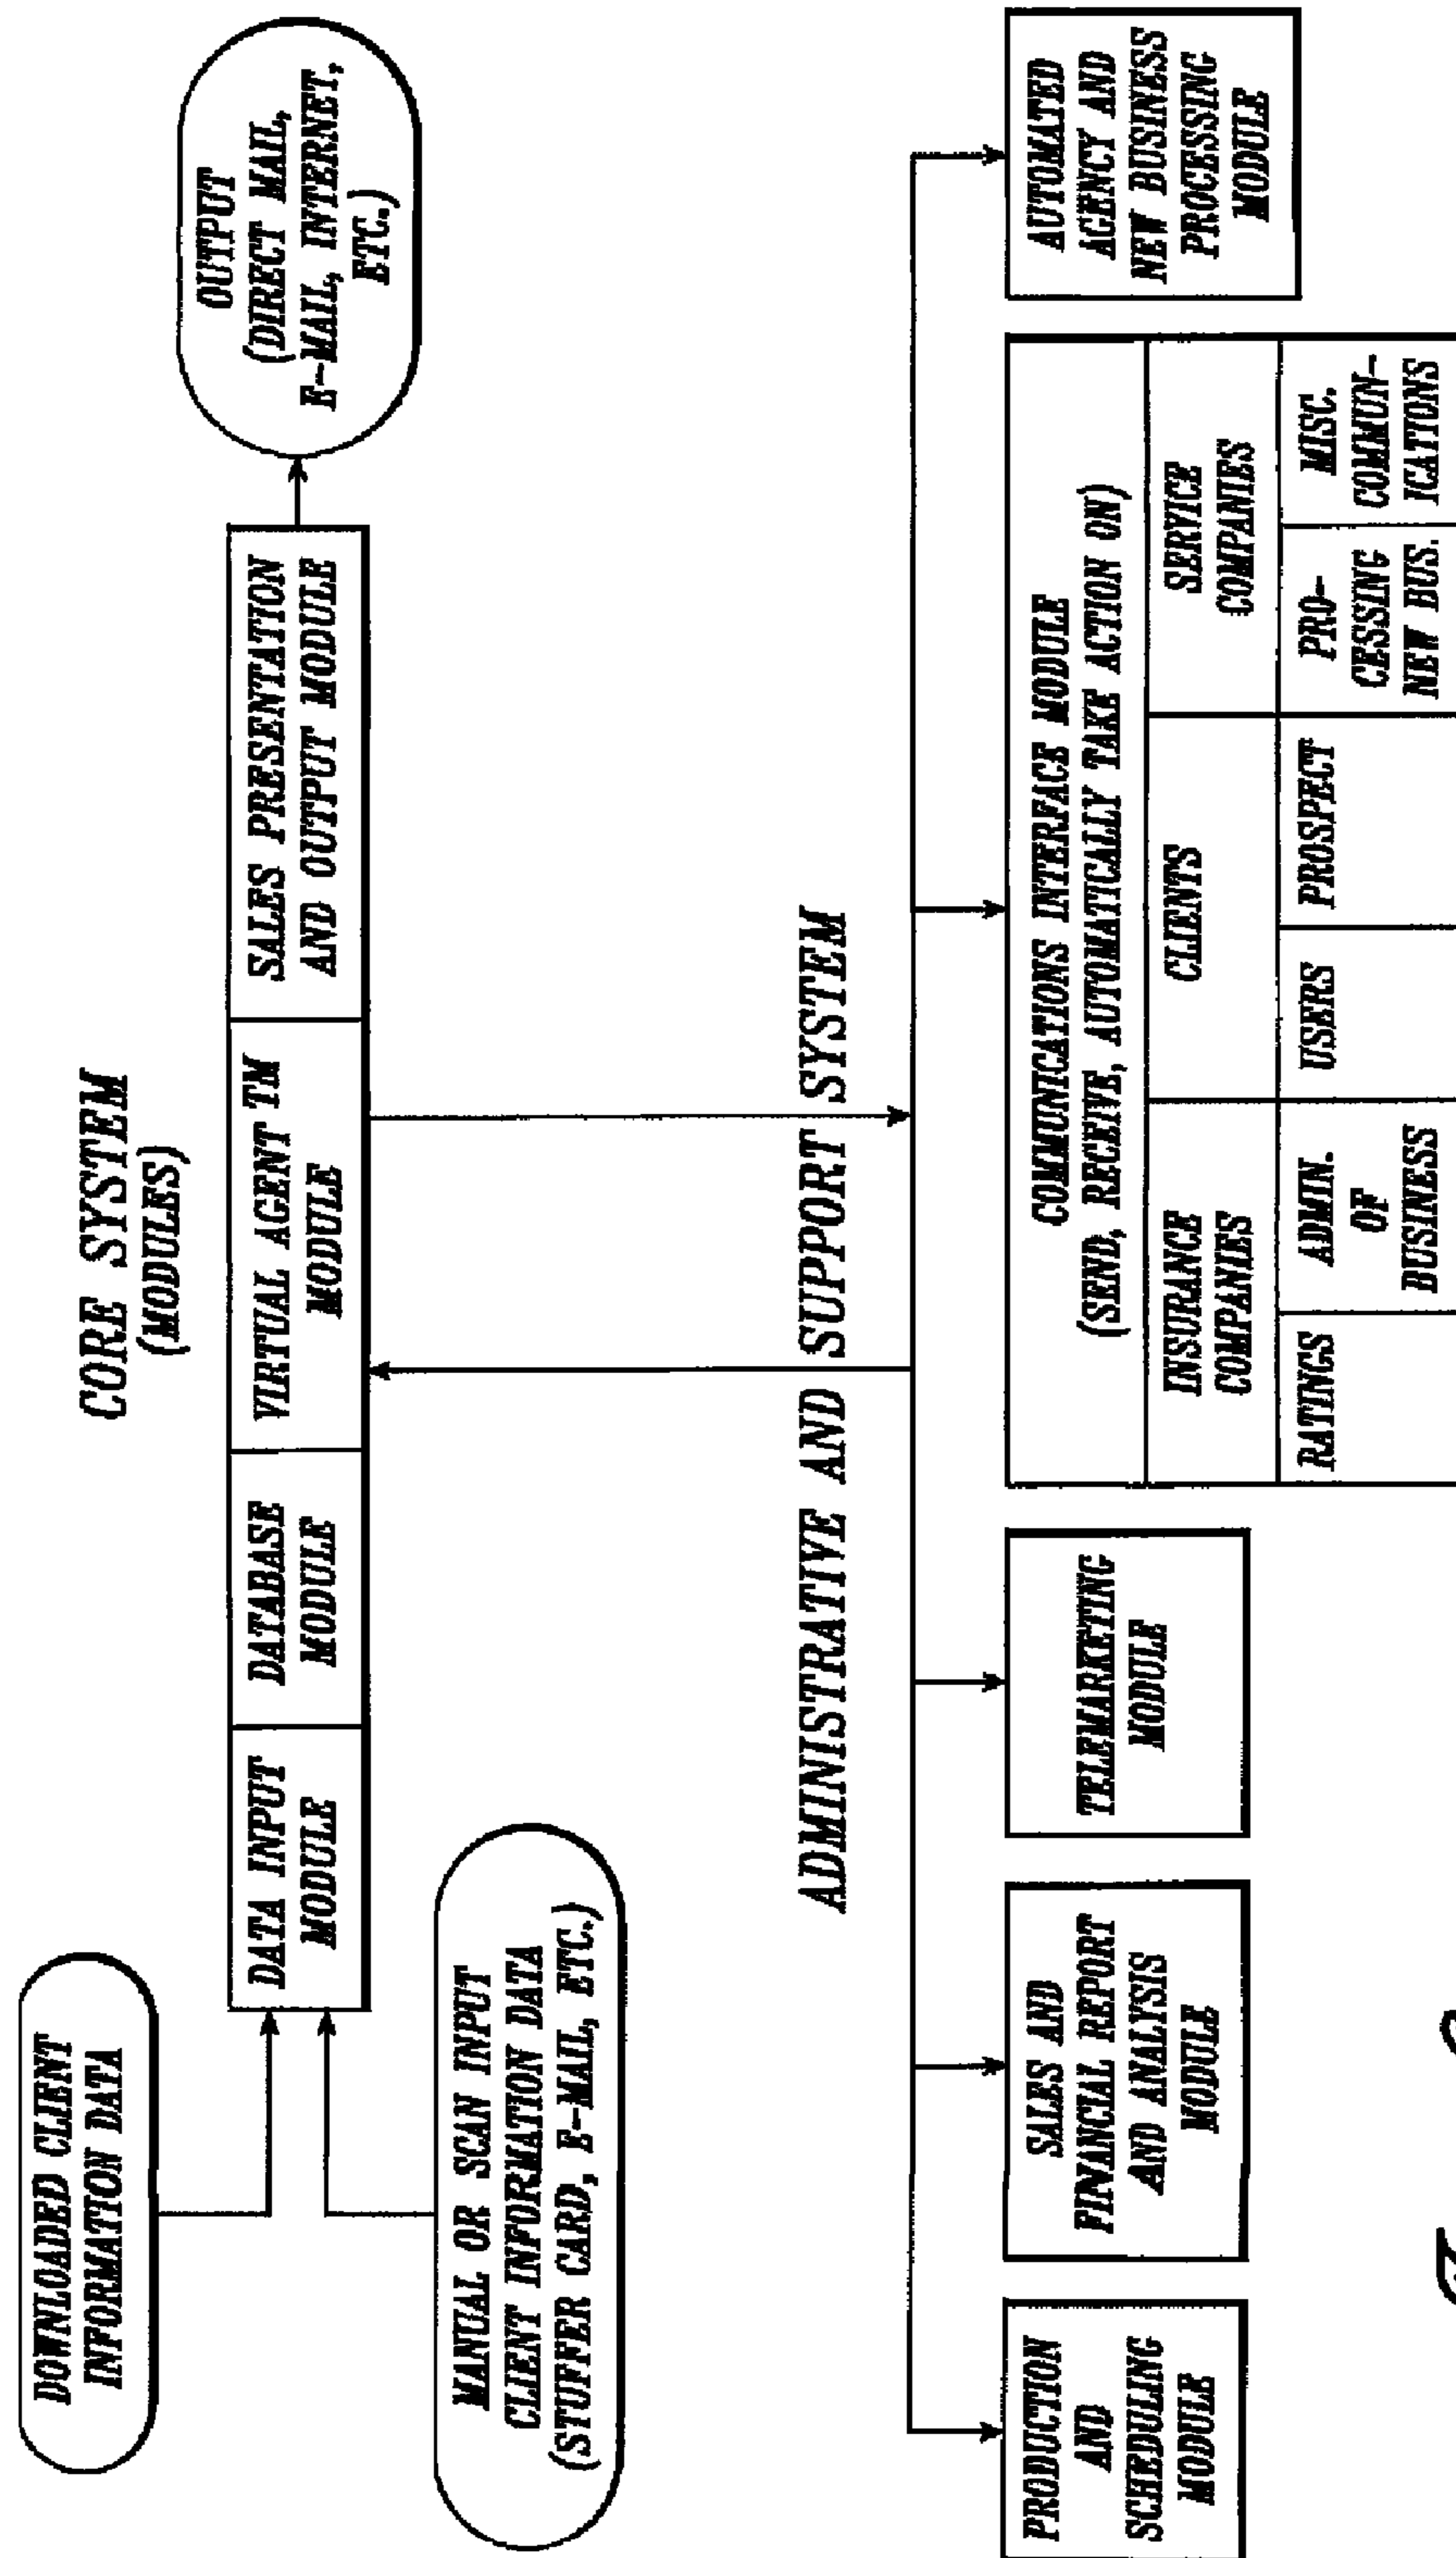 CORE SYSTEM
(MODULES)
DOWNLOADED CLIENT
INFORMATION DATA
MANUAL OR SCAN INPUT
CLIENT INFORMATION DATA
(STUFFER CARD, E-MAIL, ETC.)
DATA INPUT
MODULE
DATABASE
MODULE
VIRTUAL AGENT TM
MODULE
SALES PRESENTATION
AND OUTPUT MODULE
OUTPUT
(DIRECT MAIL,
E-MAIL, INTERNET,
ETC.)
ADMINISTRATIVE AND SUPPORT SYSTEM
PRODUCTION
AND
SCHEDULING
MODULE
SALES AND
FINANCIAL REPORT
AND ANALYSIS
MODULE
TELEMARKETING
MODULE
COMMUNICATIONS INTERFACE MODULE
(SEND, RECEIVE, AUTOMATICALLY TAKE ACTION ON)
INSURANCE
COMPANIES
CLIENTS
SERVICE
COMPANIES
RATINGS
ADMIN.
OF
BUSINESS
USERS
PROSPECT
PRO-
CESSING
NEW BUS.
MISC.
COMMUN-
ICATIONS
AUTOMATED
AGENCY AND
NEW BUSINESS
PROCESSING
MODULE